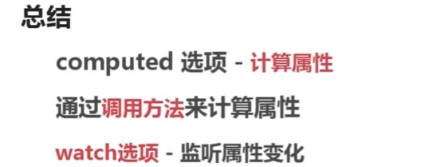 总结
computed 选项 - 计算属性
通过调用方法来计算属性
watch选项 - 监听属性变化